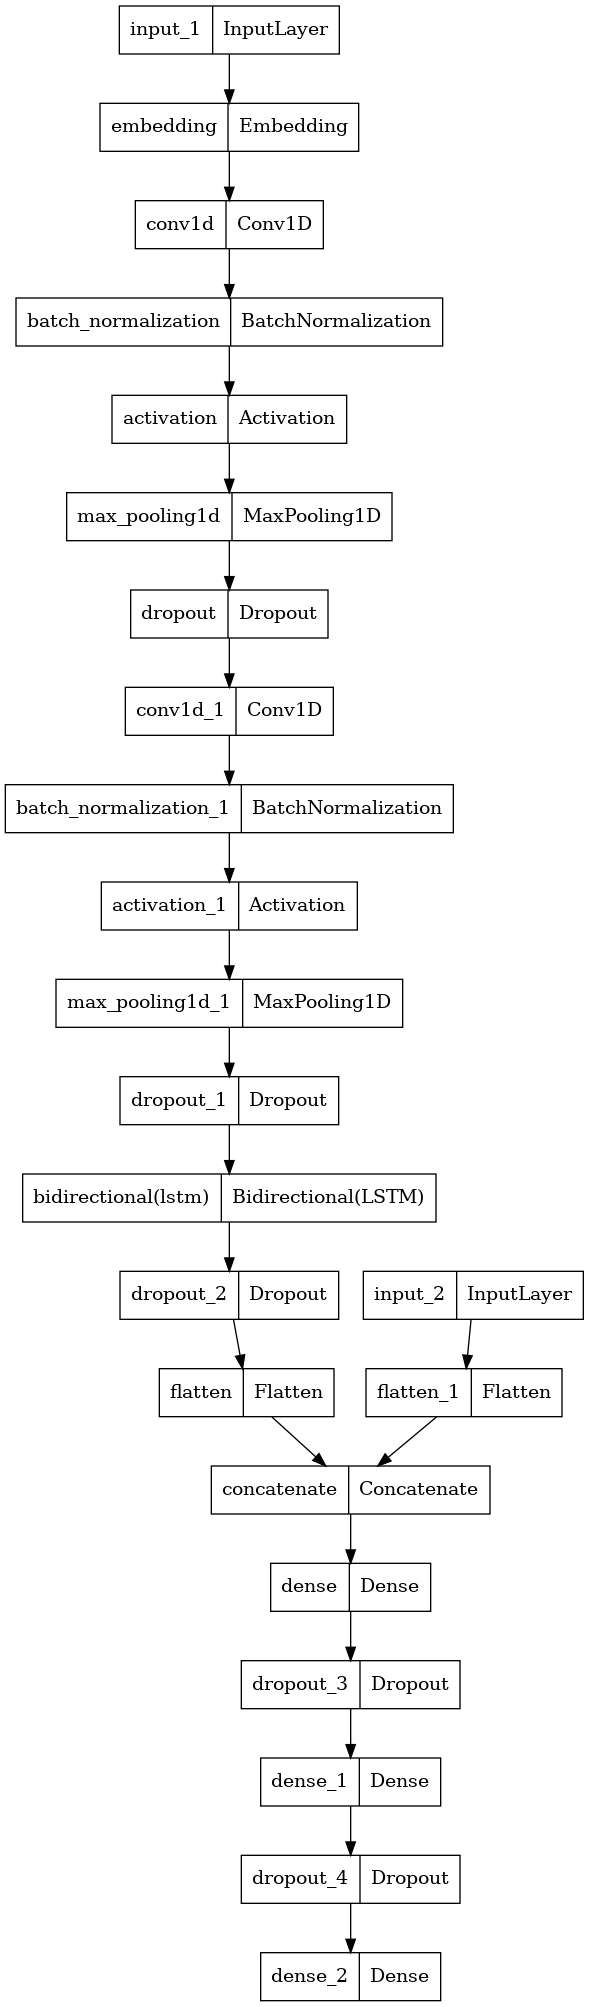 input_1 InputLayer
embedding Embedding
conv1d Conv1D
batch_normalization BatchNormalization
activation Activation
max_pooling1d MaxPooling1D
dropout Dropout
conv1d_1 Conv1D
batch_normalization_1 BatchNormalization
activation_1 Activation
max_pooling1d_1 MaxPooling1D
dropout_1 Dropout
bidirectional(lstm) Bidirectional(LSTM)
dropout_2 Dropout input_2 InputLayer
flatten Flatten flatten_1 Flatten
concatenate Concatenate
dense Dense
dropout_3 Dropout
dense_1 Dense
dropout_4 Dropout
dense_2 Dense